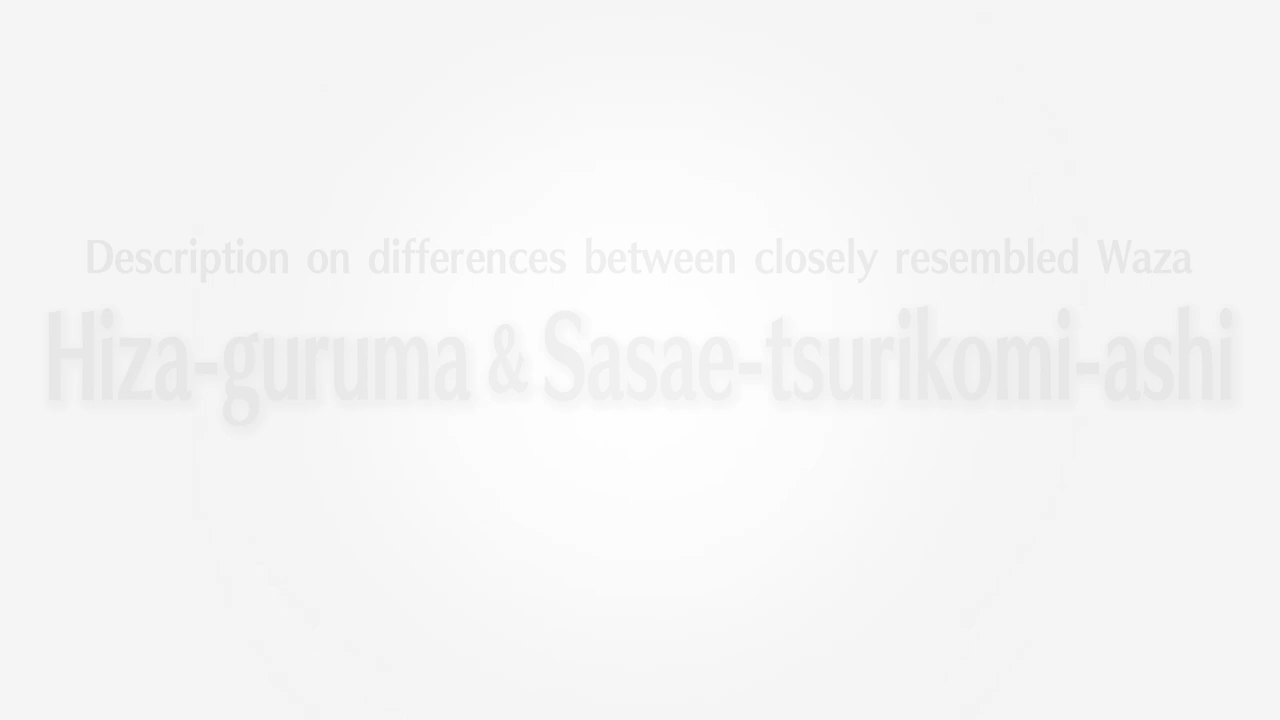 Description on differences between closely resembled Waza
Hiza-guruma & Sasae-tsurikomi-ashi